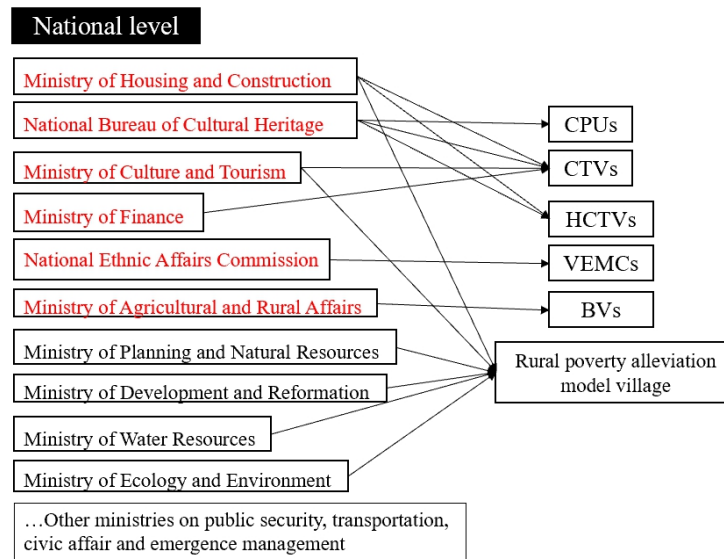 National level
Ministry of Housing and Construction
National Bureau of Cultural Heritage
Ministry of Culture and Tourism
Ministry of Finance
National Ethnic Affairs Commission
Ministry of Agricultural and Rural Affairs
Ministry of Planning and Natural Resources
Ministry of Development and Reformation
Ministry of Water Resources
Ministry of Ecology and Environment
…Other ministries on public security, transportation,
civic affair and emergence management
CPUs
CTVs
HCTVs
VEMCs
BVs
Rural poverty alleviation
model village